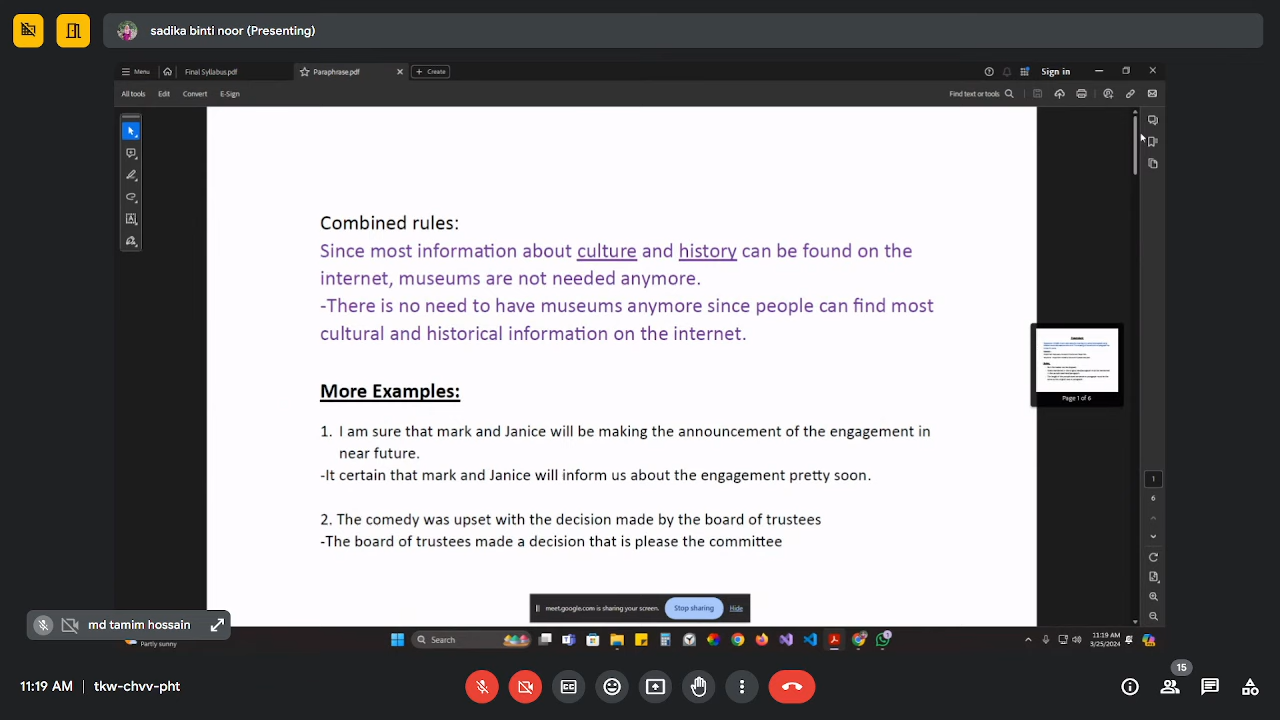 sadika binti noor (Presenting)
Menu
Final Syllabus.pdf
Paraphrase.pdf
Create
Sign in
All tools
Edit
Convert
E-Sign
Find text or tools
Combined rules:
Since most information about culture and history can be found on the
internet, museums are not needed anymore.
-There is no need to have museums anymore since people can find most
cultural and historical information on the internet.
More Examples:
1. I am sure that mark and Janice will be making the announcement of the engagement in
near future.
-It certain that mark and Janice will inform us about the engagement pretty soon.
2. The comedy was upset with the decision made by the board of trustees
-The board of trustees made a decision that is please the committee
Page 1 of 6
1
6
meet.google.com is sharing your screen.
Stop sharing
Hide
md tamim hossain
Partly sunny
Search
11:19 AM
3/25/2024
11:19 AM
tkw-chvv-pht
15